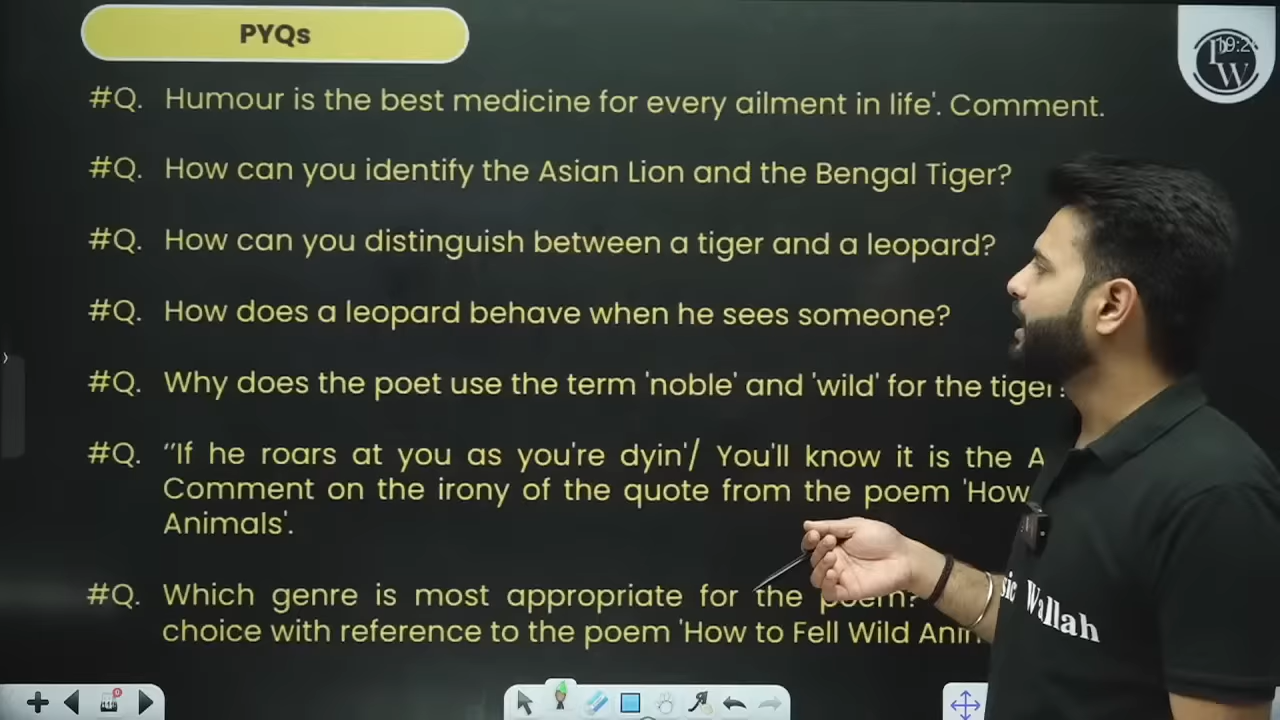 PYQs
19:2
#Q. Humour is the best medicine for every ailment in life'. Comment.
#Q. How can you identify the Asian Lion and the Bengal Tiger?
#Q. How can you distinguish between a tiger and a leopard?
#Q. How does a leopard behave when he sees someone?
#Q. Why does the poet use the term 'noble' and 'wild' for the tiger?
#Q. “If he roars at you as you're dyin'/ You'll know it is the A
Comment on the irony of the quote from the poem 'How
Animals'.
#Q. Which genre is most appropriate for the poem?
choice with reference to the poem 'How to Fell Wild Anim
sic Wallah